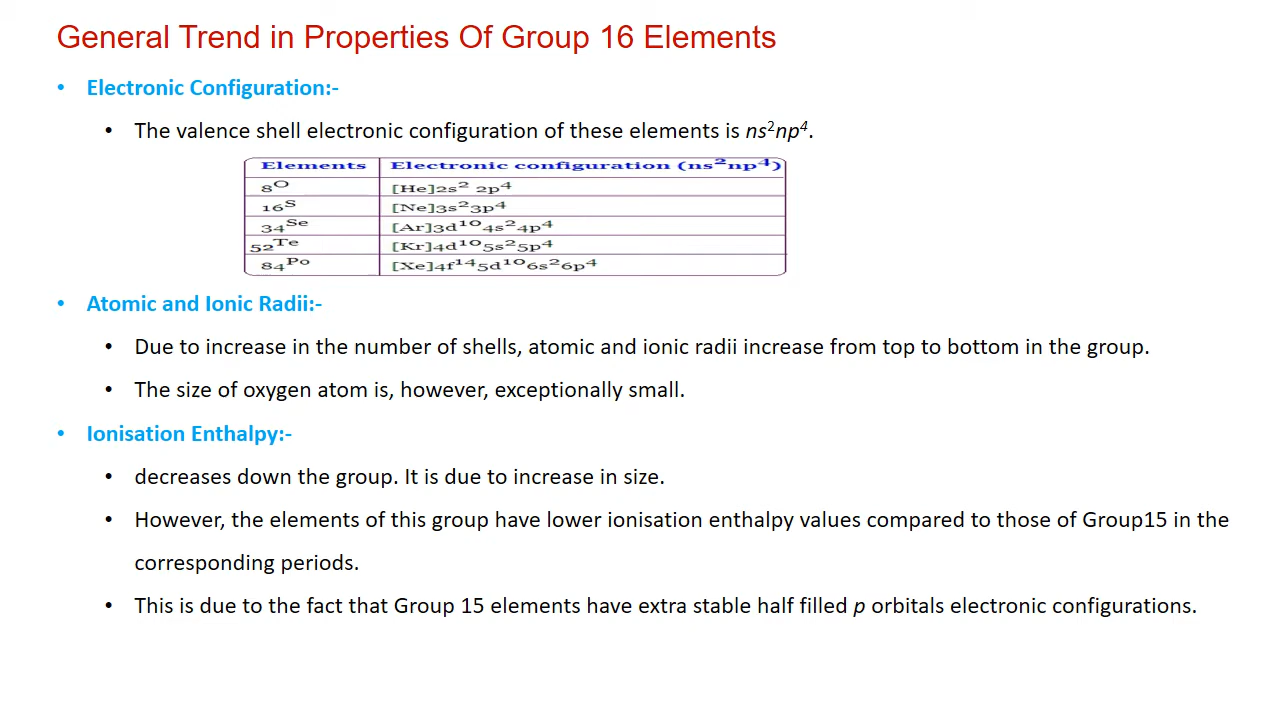 General Trend in Properties Of Group 16 Elements
• Electronic Configuration:-
• The valence shell electronic configuration of these elements is ns²np⁴.
Elements Electronic configuration (ns²np⁴)
₈O [He]2s² 2p⁴
₁₆S [Ne]3s²3p⁴
₃₄Se [Ar]3d¹⁰4s²4p⁴
₅₂Te [Kr]4d¹⁰5s²5p⁴
₈₄Po [Xe]4f¹⁴5d¹⁰6s²6p⁴
• Atomic and Ionic Radii:-
• Due to increase in the number of shells, atomic and ionic radii increase from top to bottom in the group.
• The size of oxygen atom is, however, exceptionally small.
• Ionisation Enthalpy:-
• decreases down the group. It is due to increase in size.
• However, the elements of this group have lower ionisation enthalpy values compared to those of Group15 in the
corresponding periods.
• This is due to the fact that Group 15 elements have extra stable half filled p orbitals electronic configurations.